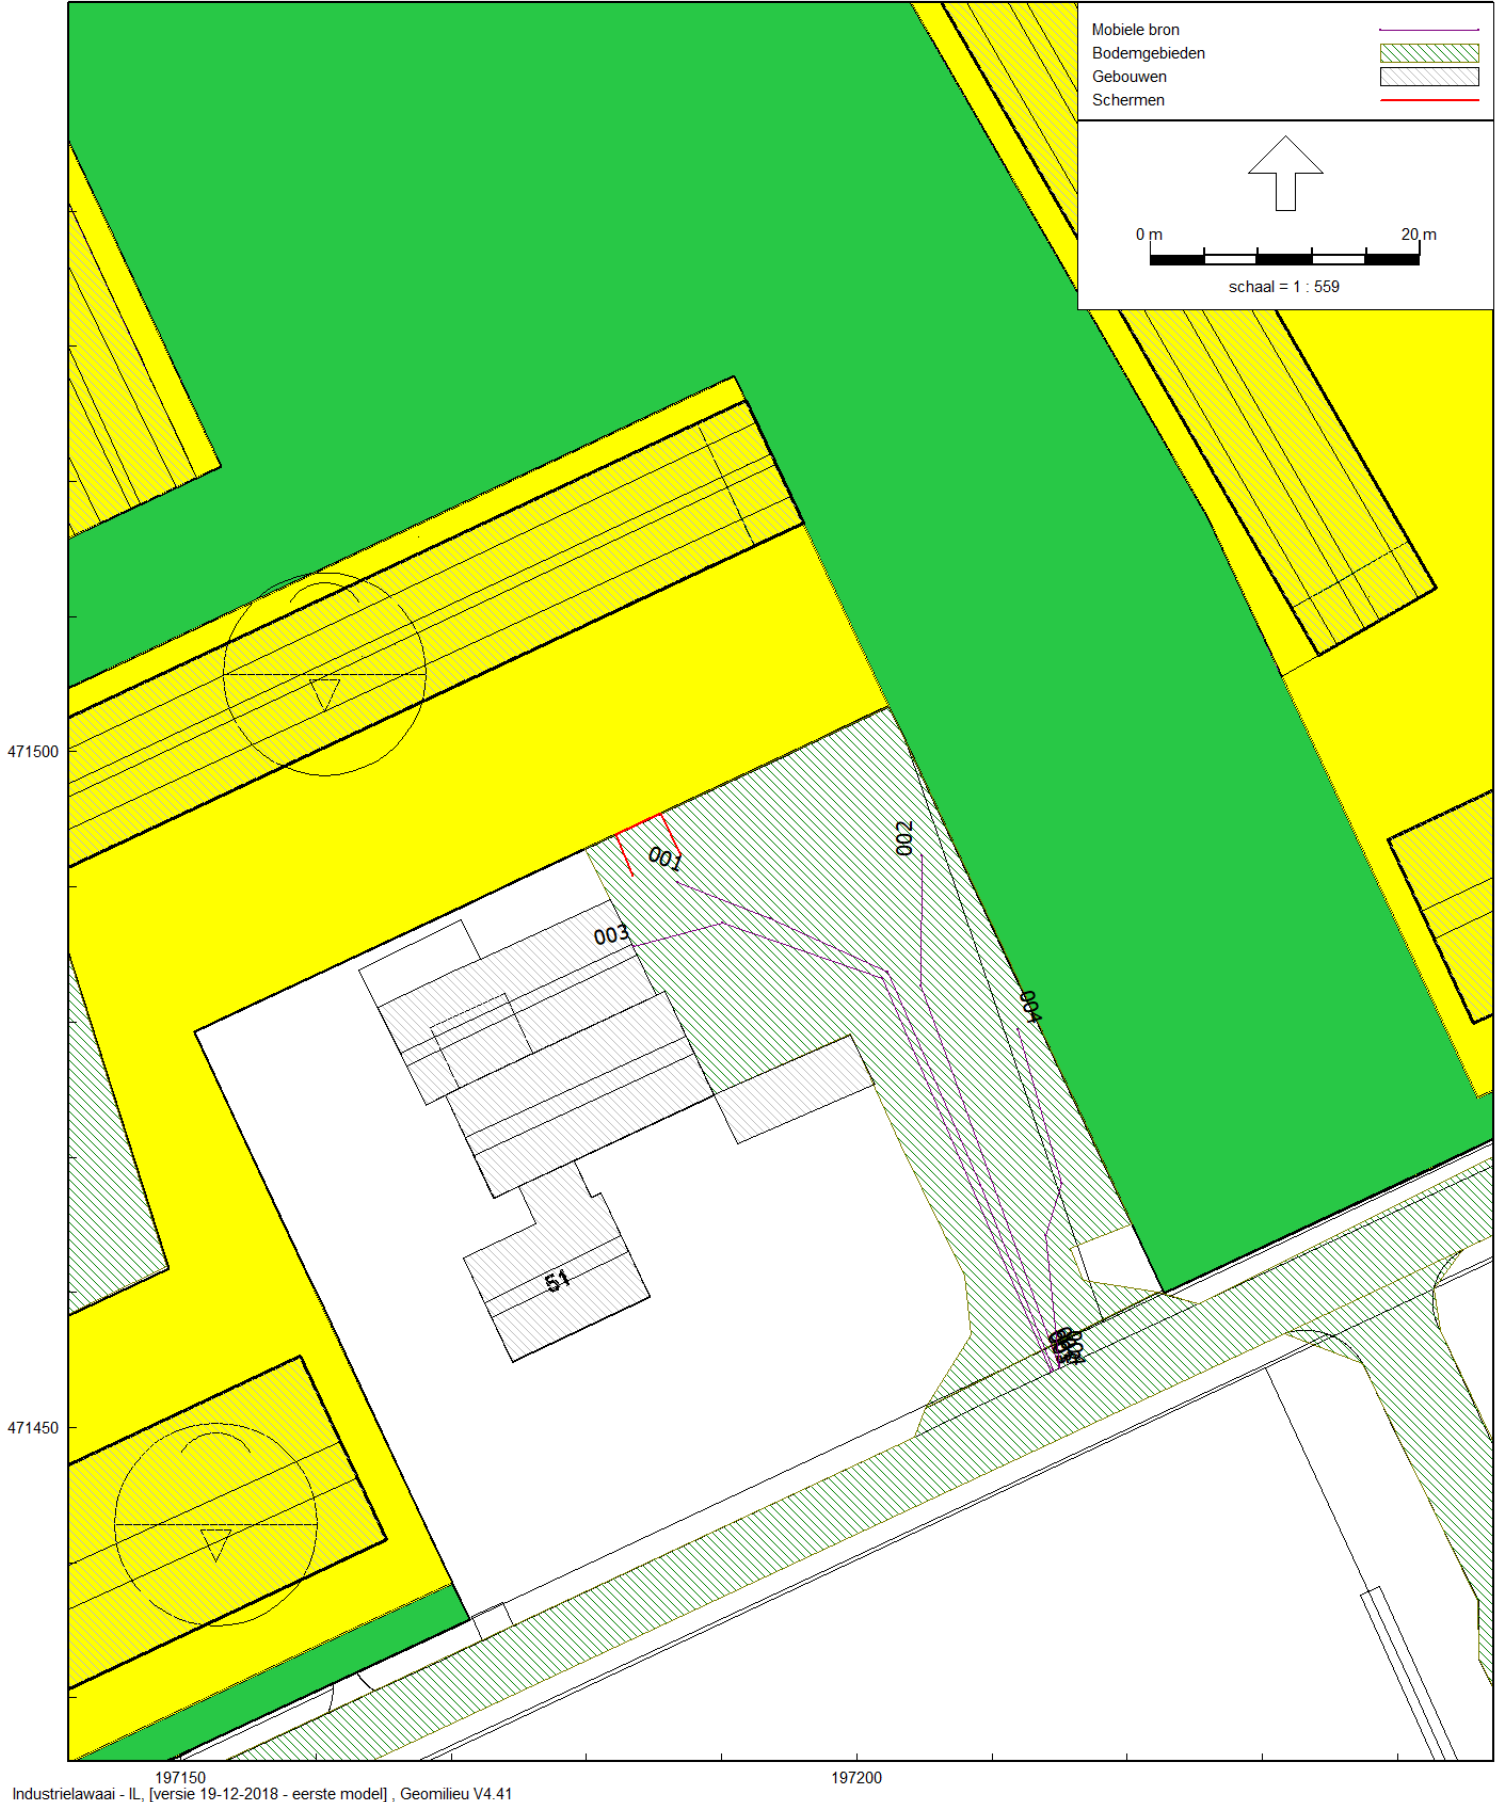 Mobiele bron
Bodemgebieden
Gebouwen
Schermen
0 m 20 m
schaal = 1 : 559
471500
002
001
003
004
51
471450
197150 197200
Industrielawaai - IL, [versie 19-12-2018 - eerste model] , Geomilieu V4.41